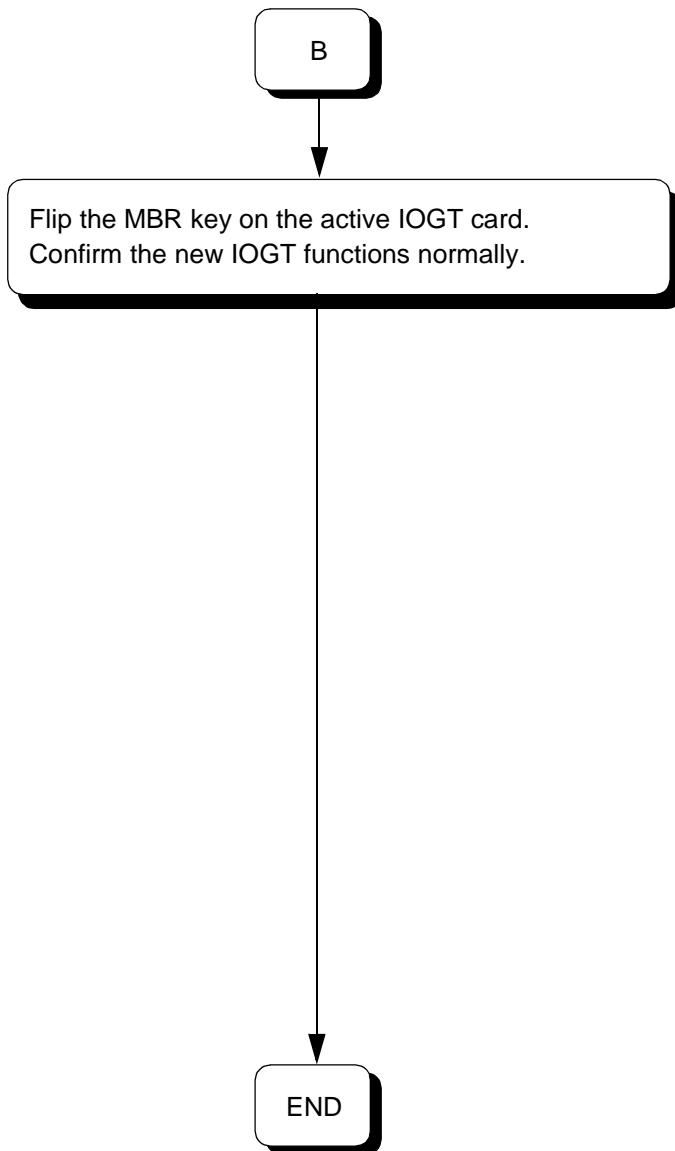 B
Flip the MBR key on the active IOGT card.
Confirm the new IOGT functions normally.
END